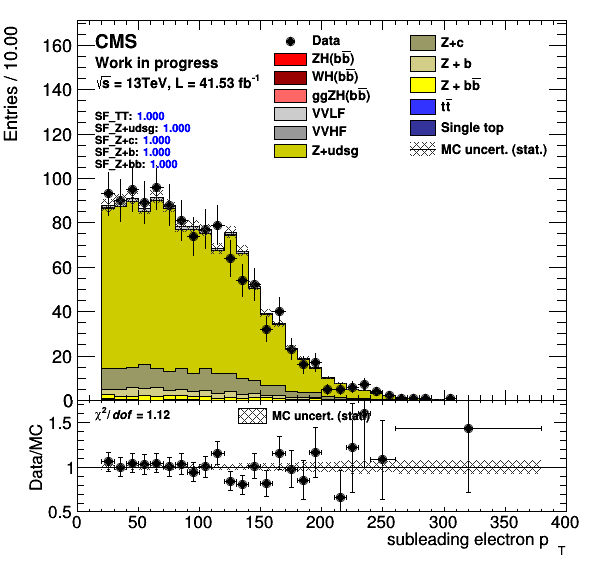 Entries / 10.00
160
140
120
100
80
60
40
20
0
CMS
Work in progress
√s = 13TeV, L = 41.53 fb⁻¹
SF_TT: 1.000
SF_Z+udsg: 1.000
SF_Z+c: 1.000
SF_Z+b: 1.000
SF_Z+bb: 1.000
Data
ZH(bb̅)
WH(bb̅)
ggZH(bb̅)
VVLF
VVHF
Z+udsg
Z+c
Z + b
Z + bb̅
tt̅
Single top
MC uncert. (stat.)
Data/MC
1.5
1
0.5
χ²/dof = 1.12
MC uncert. (stat.)
0 50 100 150 200 250 300 350 400
subleading electron p_T